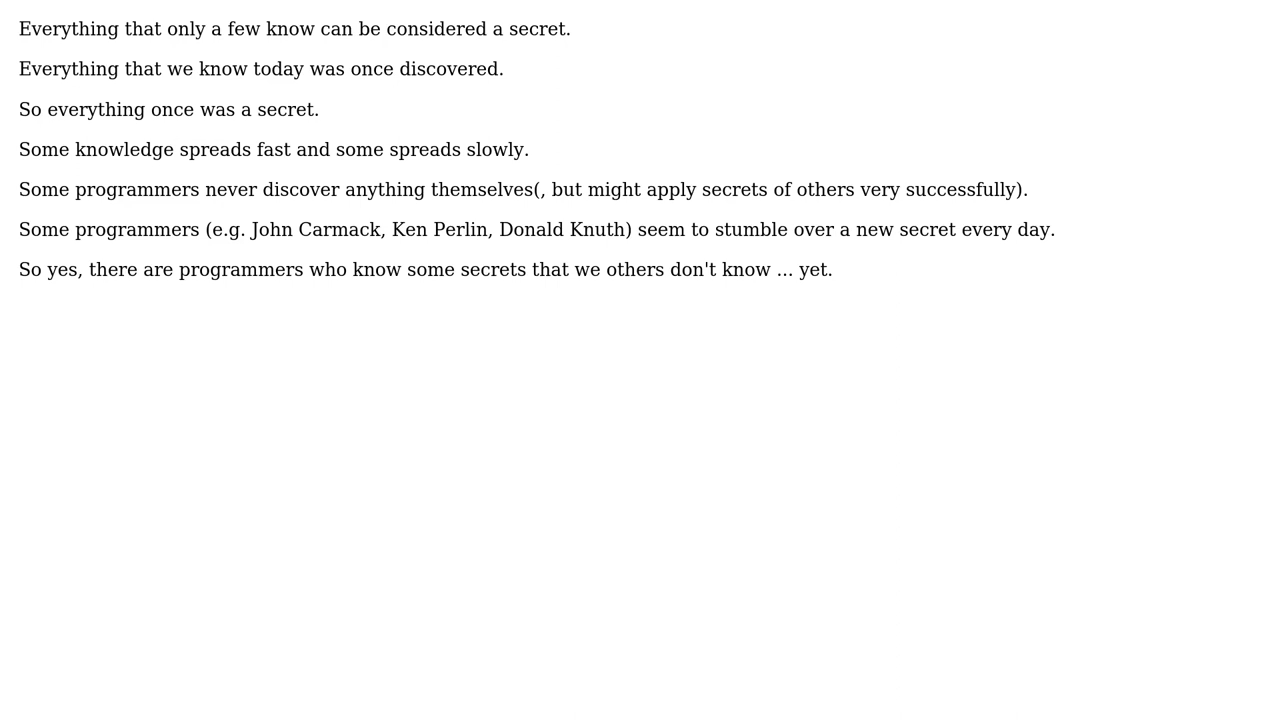 Everything that only a few know can be considered a secret.
Everything that we know today was once discovered.
So everything once was a secret.
Some knowledge spreads fast and some spreads slowly.
Some programmers never discover anything themselves(, but might apply secrets of others very successfully).
Some programmers (e.g. John Carmack, Ken Perlin, Donald Knuth) seem to stumble over a new secret every day.
So yes, there are programmers who know some secrets that we others don't know ... yet.